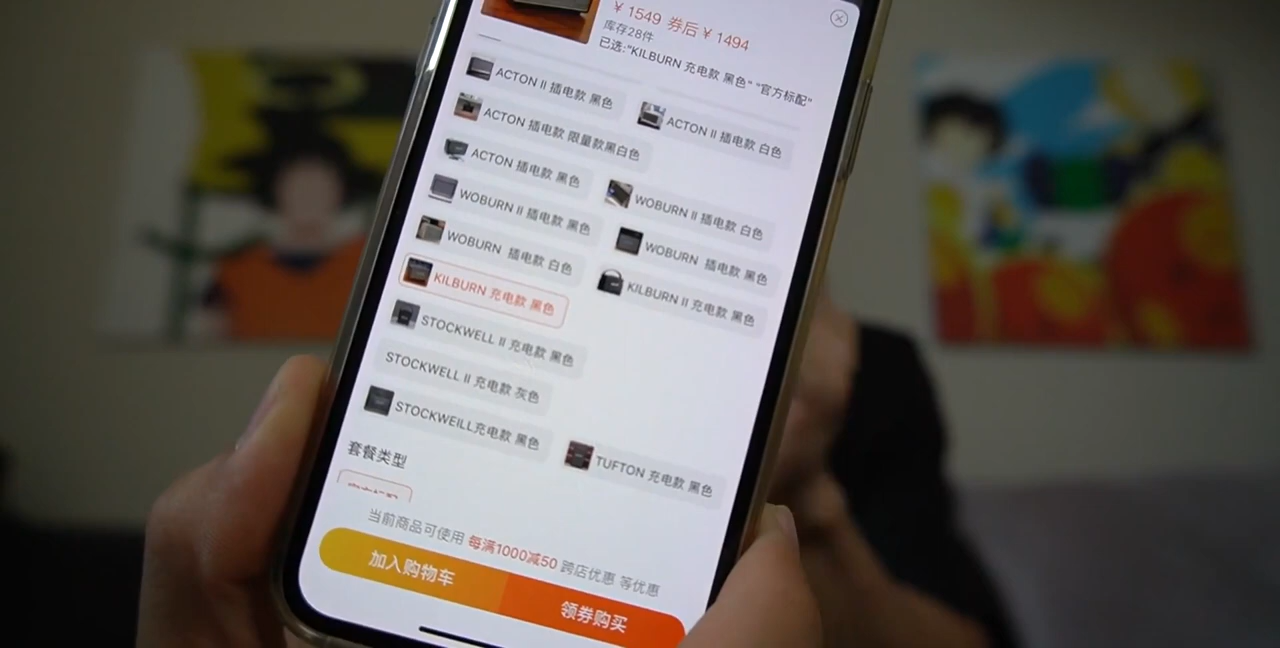 ¥ 1549 券后 ¥ 1494
库存28件
已选:"KILBURN 充电款 黑色" "官方标配"
ACTON II 插电款 黑色
ACTON II 插电款 白色
ACTON 插电款 限量款黑白色
ACTON 插电款 黑色
WOBURN II 插电款 白色
WOBURN II 插电款 黑色
WOBURN 插电款 黑色
WOBURN 插电款 白色
KILBURN II 充电款 黑色
KILBURN 充电款 黑色
STOCKWELL II 充电款 黑色
STOCKWELL II 充电款 灰色
STOCKWEILL充电款 黑色
TUFTON 充电款 黑色
套餐类型
当前商品可使用 每满1000减50 跨店优惠 等优惠
加入购物车
领券购买